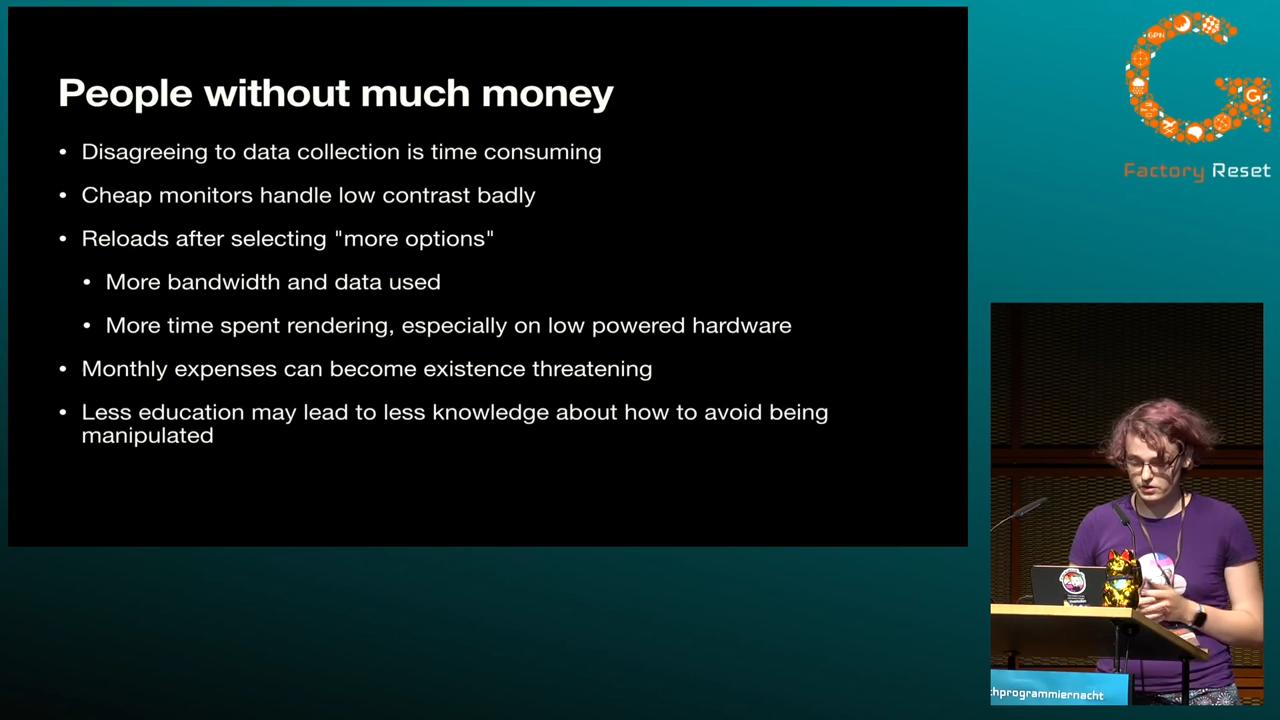 People without much money
• Disagreeing to data collection is time consuming
• Cheap monitors handle low contrast badly
• Reloads after selecting "more options"
• More bandwidth and data used
• More time spent rendering, especially on low powered hardware
• Monthly expenses can become existence threatening
• Less education may lead to less knowledge about how to avoid being
manipulated
GPN
Factory Reset
thprogrammiernacht